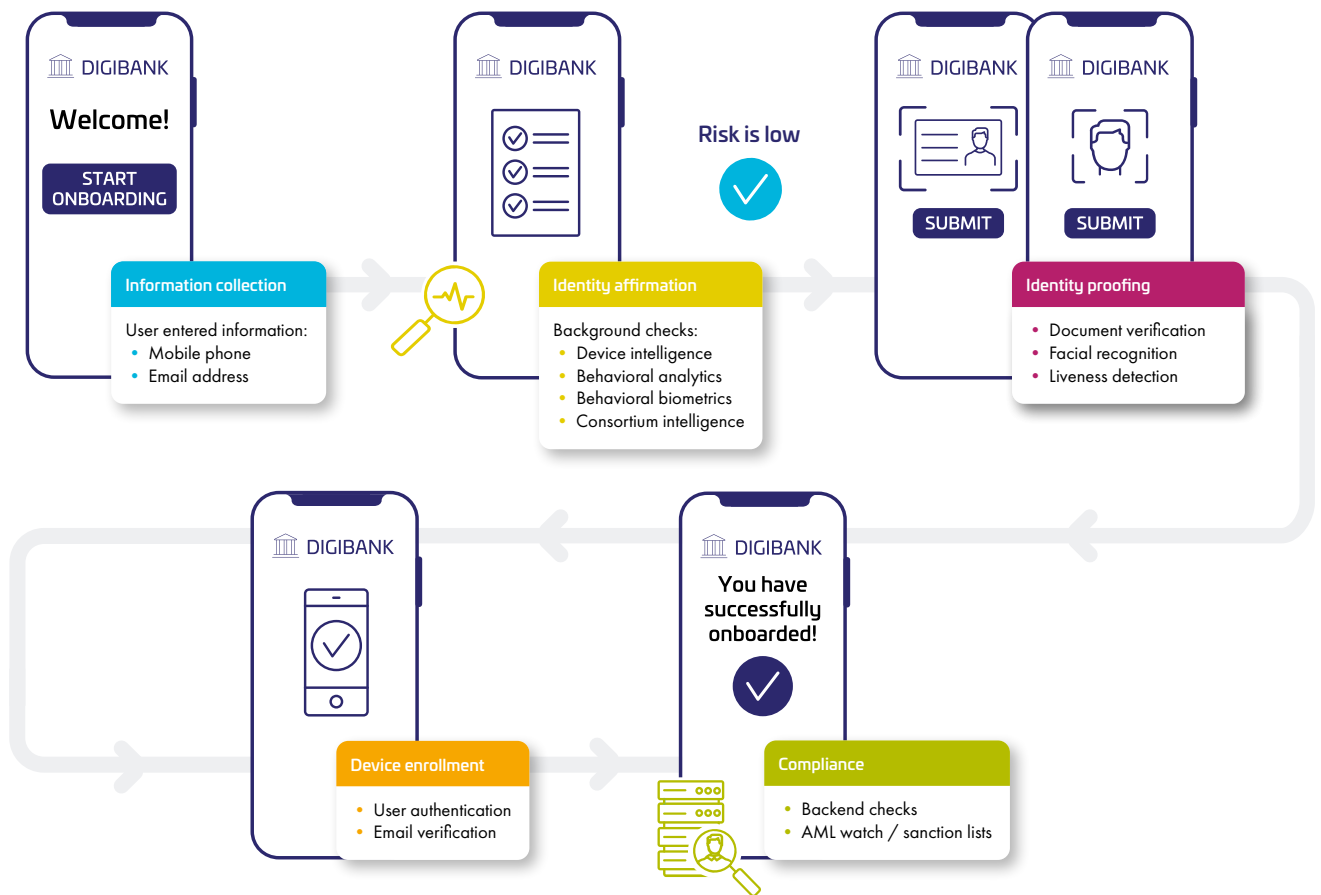 DIGIBANK
Welcome!
START
ONBOARDING
Information collection
User entered information:
• Mobile phone
• Email address
DIGIBANK
Identity affirmation
Background checks:
• Device intelligence
• Behavioral analytics
• Behavioral biometrics
• Consortium intelligence
Risk is low
DIGIBANK
SUBMIT
DIGIBANK
SUBMIT
Identity proofing
• Document verification
• Facial recognition
• Liveness detection
DIGIBANK
Device enrollment
• User authentication
• Email verification
DIGIBANK
You have
successfully
onboarded!
Compliance
• Backend checks
• AML watch / sanction lists